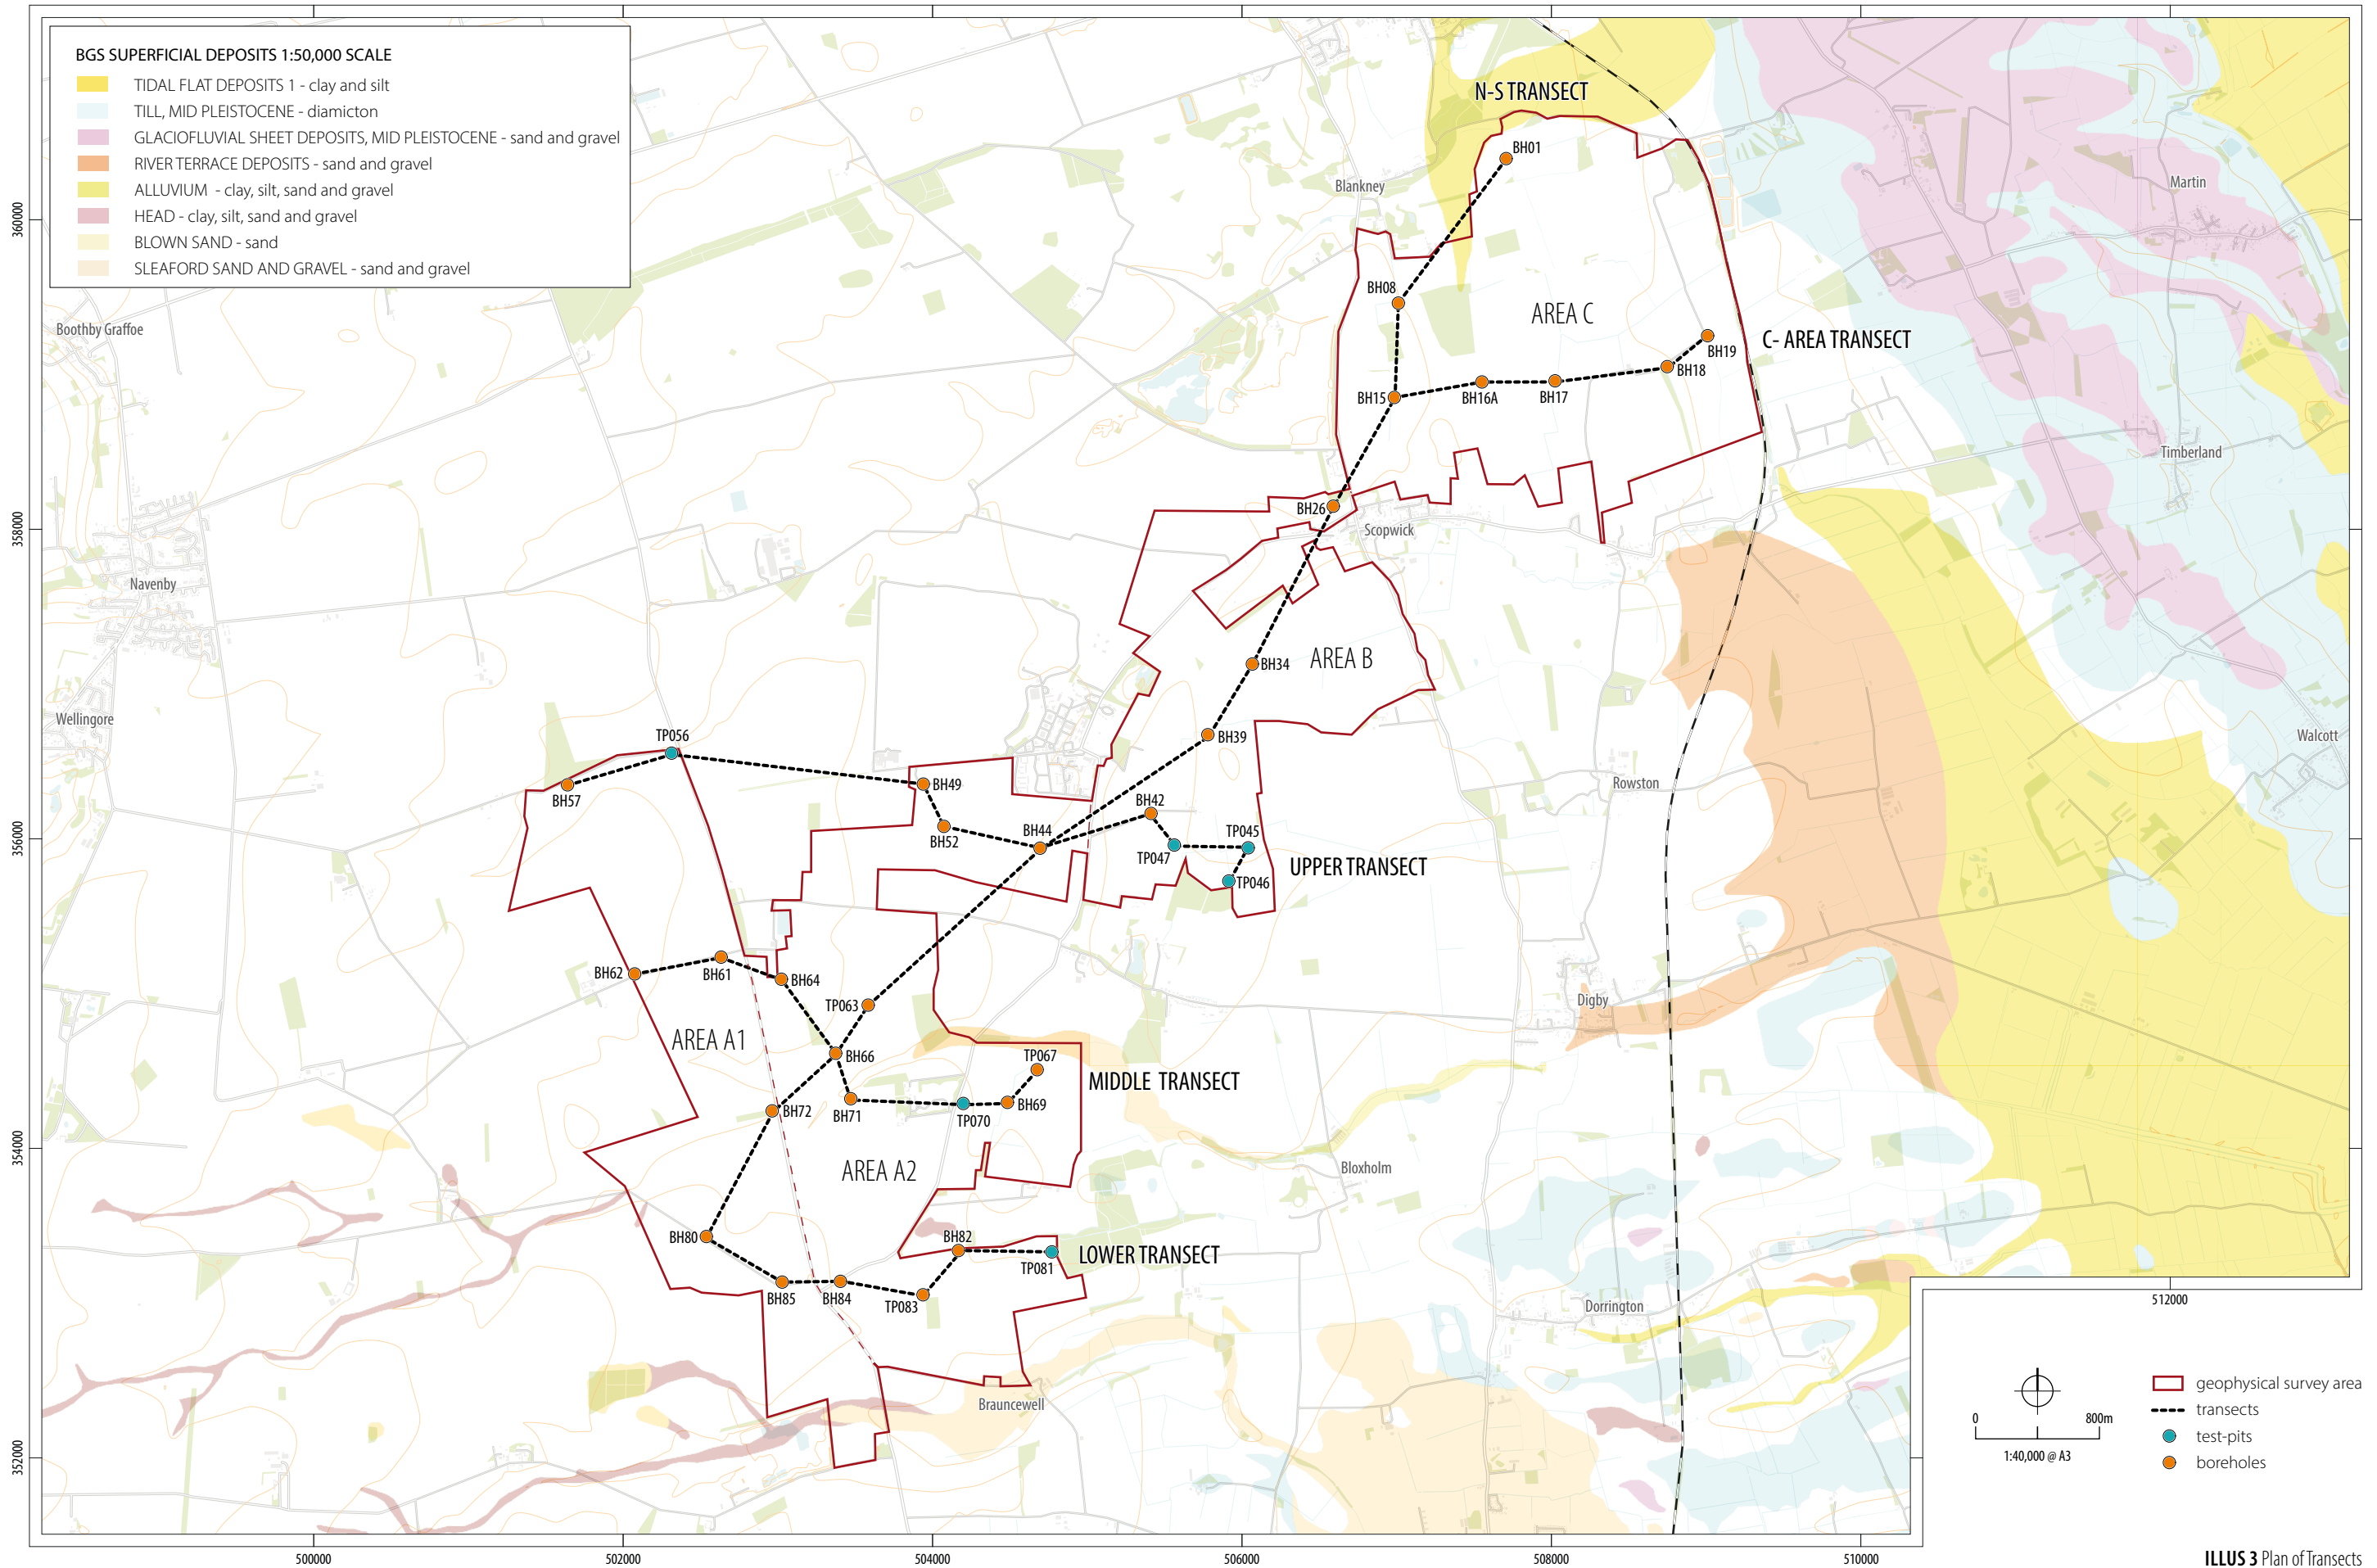 BGS SUPERFICIAL DEPOSITS 1:50,000 SCALE
TIDAL FLAT DEPOSITS 1 - clay and silt
TILL, MID PLEISTOCENE - diamicton
GLACIOFLUVIAL SHEET DEPOSITS, MID PLEISTOCENE - sand and gravel
RIVER TERRACE DEPOSITS - sand and gravel
ALLUVIUM - clay, silt, sand and gravel
HEAD - clay, silt, sand and gravel
BLOWN SAND - sand
SLEAFORD SAND AND GRAVEL - sand and gravel
N-S TRANSECT
BH01
Blankney
Martin
360000
BH08
AREA C
Boothby Graffoe
C- AREA TRANSECT
BH19
BH18
BH15
BH16A
BH17
Timberland
BH26
Scopwick
358000
Navenby
AREA B
BH34
Wellingore
TP056
BH39
Walcott
BH49
Rowston
BH57
BH42
BH44
TP045
BH52
TP047
356000
UPPER TRANSECT
TP046
BH62
BH61
BH64
TP063
Digby
AREA A1
BH66
TP067
MIDDLE TRANSECT
BH72
BH71
TP070
BH69
354000
AREA A2
Bloxholm
BH80
BH82
LOWER TRANSECT
TP081
BH85
BH84
TP083
Dorrington
512000
Brauncewell
352000
geophysical survey area
transects
test-pits
boreholes
0
800m
1:40,000 @ A3
500000
502000
504000
506000
508000
510000
ILLUS 3 Plan of Transects